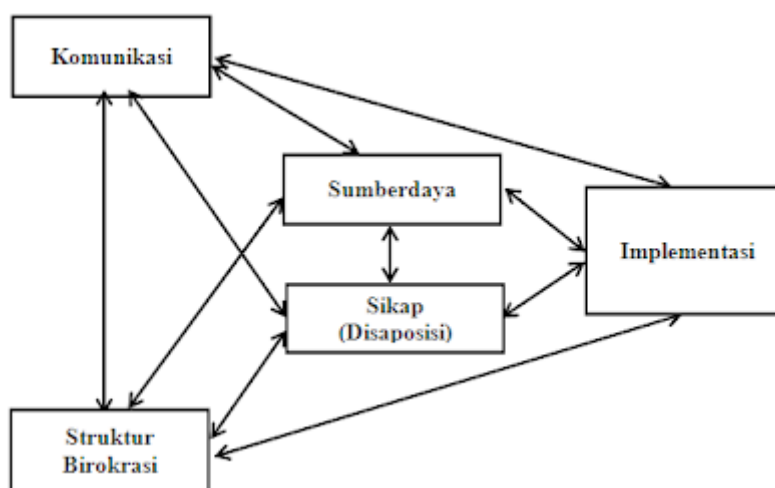 Komunikasi
Sumberdaya
Implementasi
Sikap
(Disaposisi)
Struktur
Birokrasi